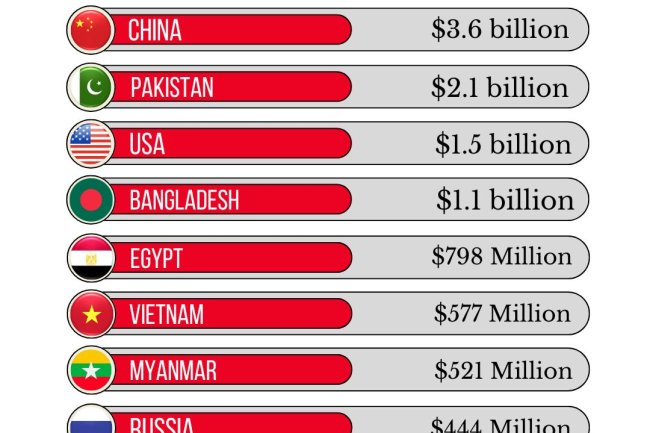 CHINA $3.6 billion
PAKISTAN $2.1 billion
USA $1.5 billion
BANGLADESH $1.1 billion
EGYPT $798 Million
VIETNAM $577 Million
MYANMAR $521 Million
RUSSIA $444 Million